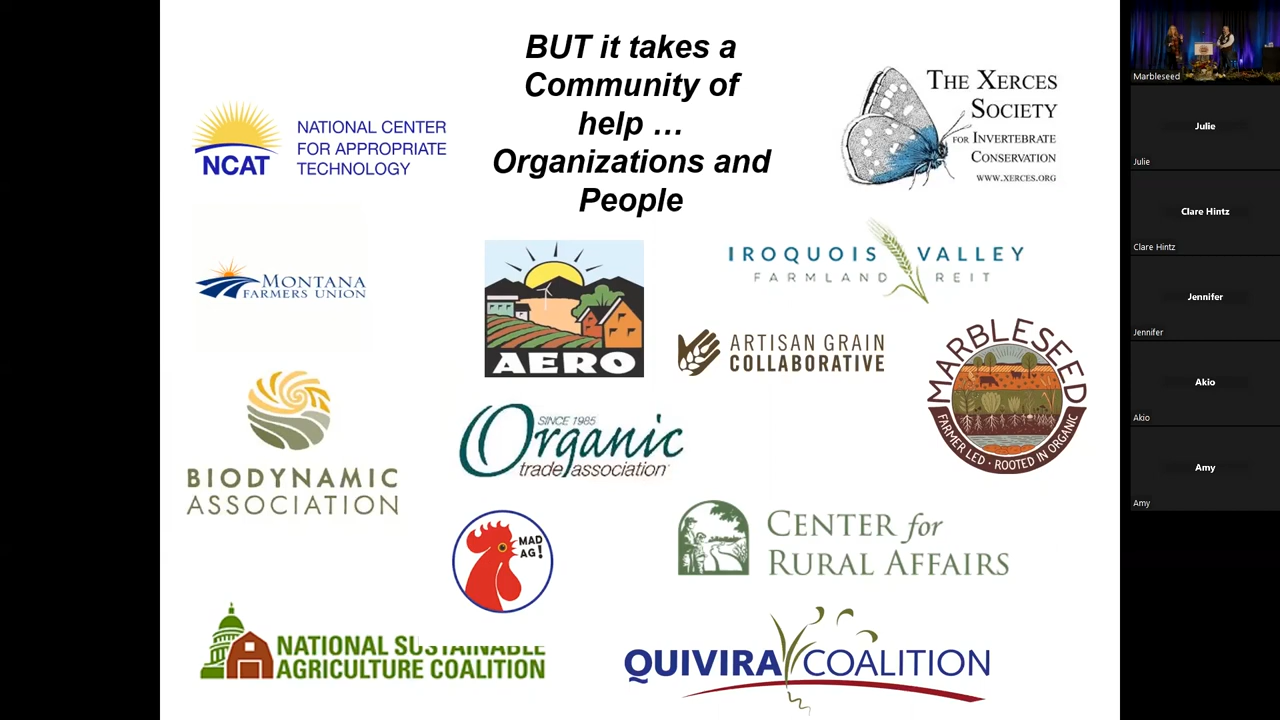 BUT it takes a
Community of
help …
Organizations and
People
NCAT
NATIONAL CENTER
FOR APPROPRIATE
TECHNOLOGY
THE XERCES
SOCIETY
FOR INVERTEBRATE
CONSERVATION
WWW.XERCES.ORG
MONTANA
FARMERS UNION
AERO
IROQUOIS VALLEY
FARMLAND REIT
ARTISAN GRAIN
COLLABORATIVE
MARBLESEED
FARMER LED · ROOTED IN ORGANIC
BIODYNAMIC
ASSOCIATION
SINCE 1985
Organic
trade association
MAD
AG!
CENTER for
RURAL AFFAIRS
NATIONAL SUSTAINABLE
AGRICULTURE COALITION
QUIVIRA COALITION
Marbleseed
Julie
Julie
Clare Hintz
Clare Hintz
Jennifer
Jennifer
Akio
Akio
Amy
Amy